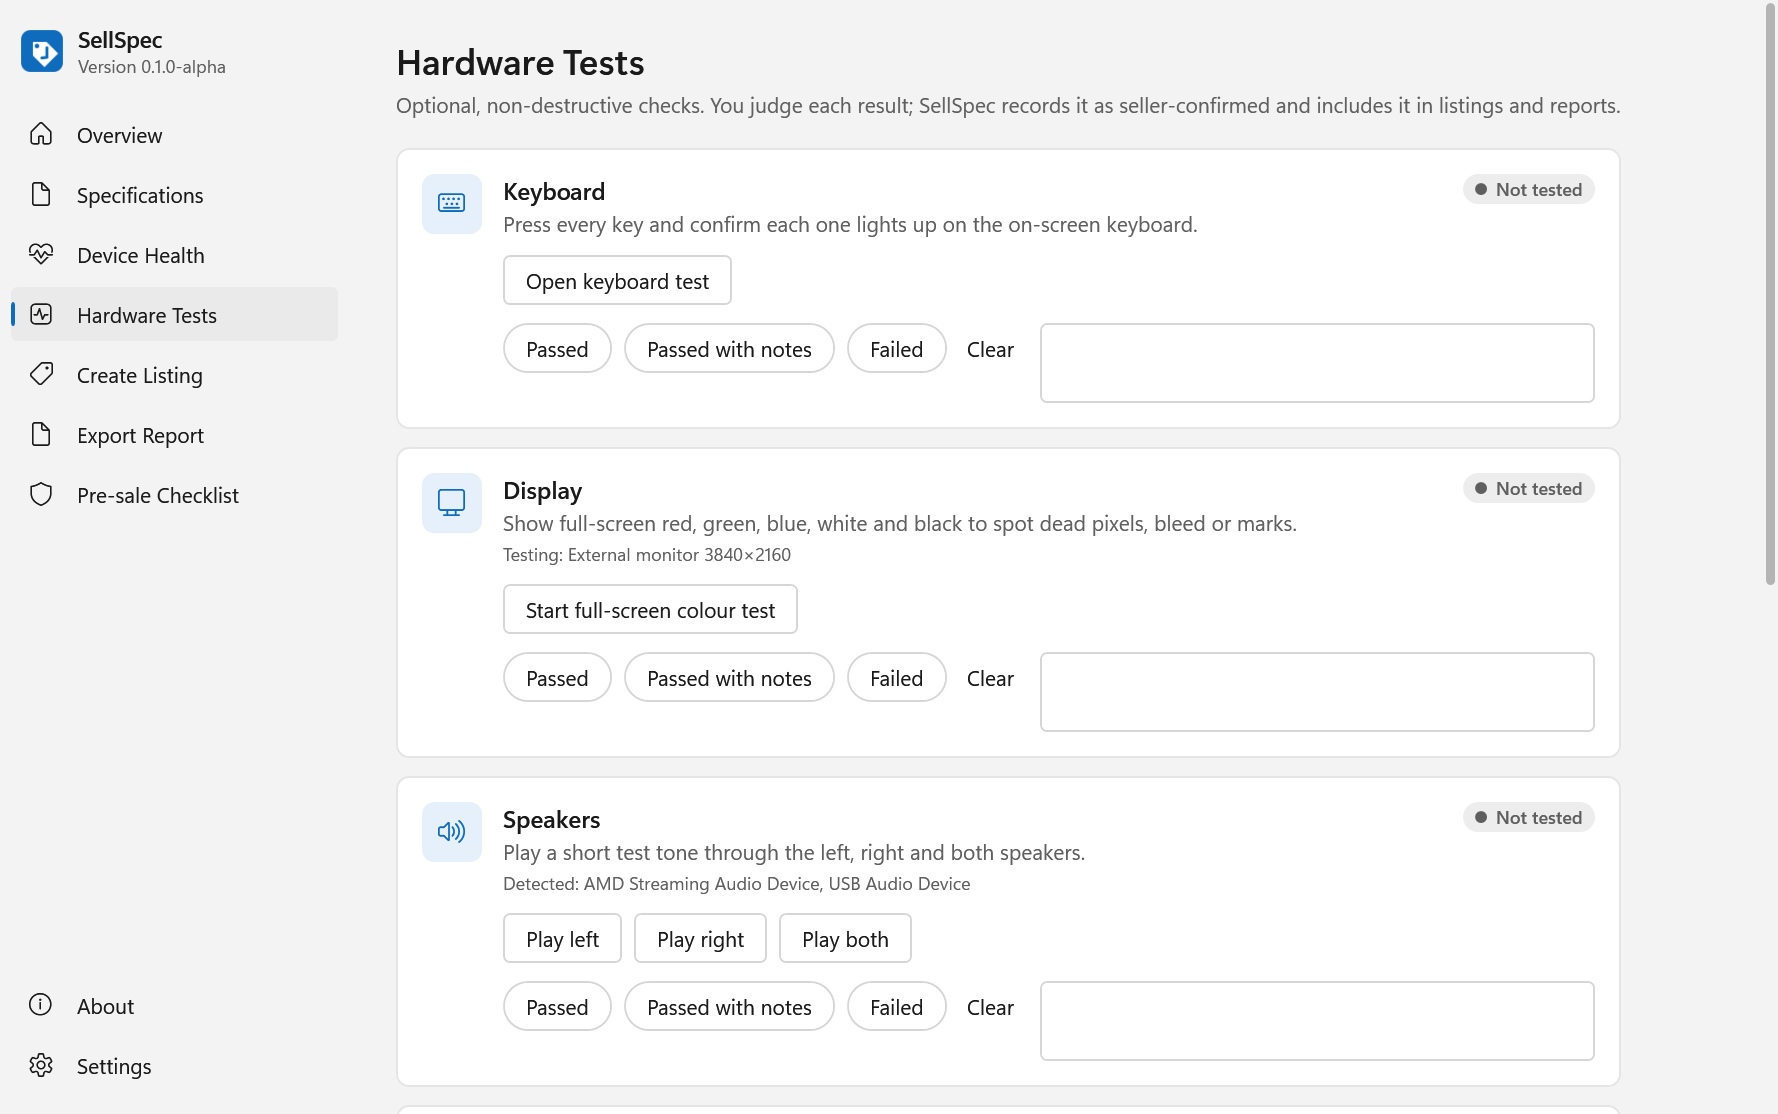 SellSpec
Version 0.1.0-alpha
Overview
Specifications
Device Health
Hardware Tests
Create Listing
Export Report
Pre-sale Checklist
About
Settings
Hardware Tests
Optional, non-destructive checks. You judge each result; SellSpec records it as seller-confirmed and includes it in listings and reports.
Keyboard
Not tested
Press every key and confirm each one lights up on the on-screen keyboard.
Open keyboard test
Passed Passed with notes Failed Clear
Display
Not tested
Show full-screen red, green, blue, white and black to spot dead pixels, bleed or marks.
Testing: External monitor 3840×2160
Start full-screen colour test
Passed Passed with notes Failed Clear
Speakers
Not tested
Play a short test tone through the left, right and both speakers.
Detected: AMD Streaming Audio Device, USB Audio Device
Play left Play right Play both
Passed Passed with notes Failed Clear